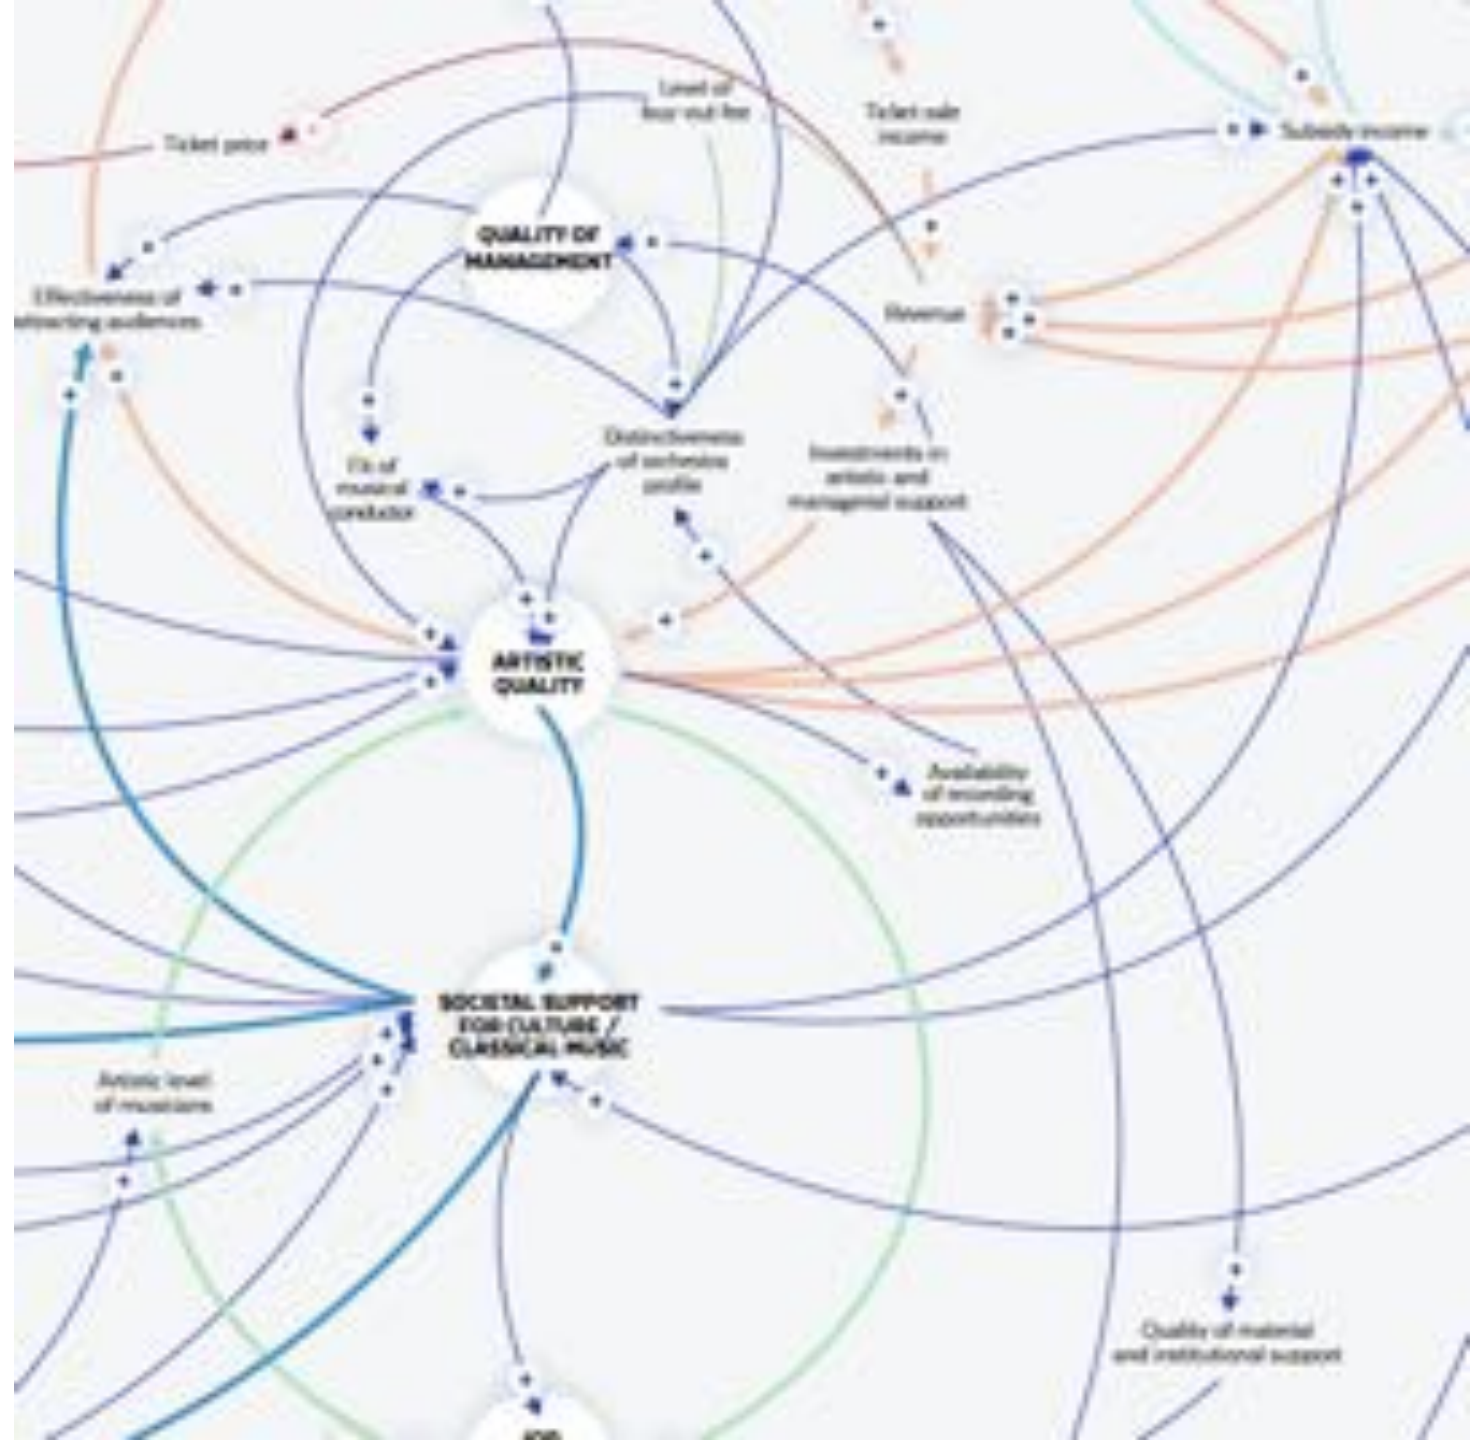 Level of
buy-out fee
Ticket sale
income
Ticket price
Subsidy income
QUALITY OF
MANAGEMENT
Effectiveness of
attracting audiences
Revenue
Distinctiveness
of orchestra
profile
Investments in
artistic and
managerial support
Fit of
musical
conductor
ARTISTIC
QUALITY
Availability
of recording
opportunities
SOCIETAL SUPPORT
FOR CULTURE /
CLASSICAL MUSIC
Artistic level
of musicians
Quality of material
and institutional support
JOB